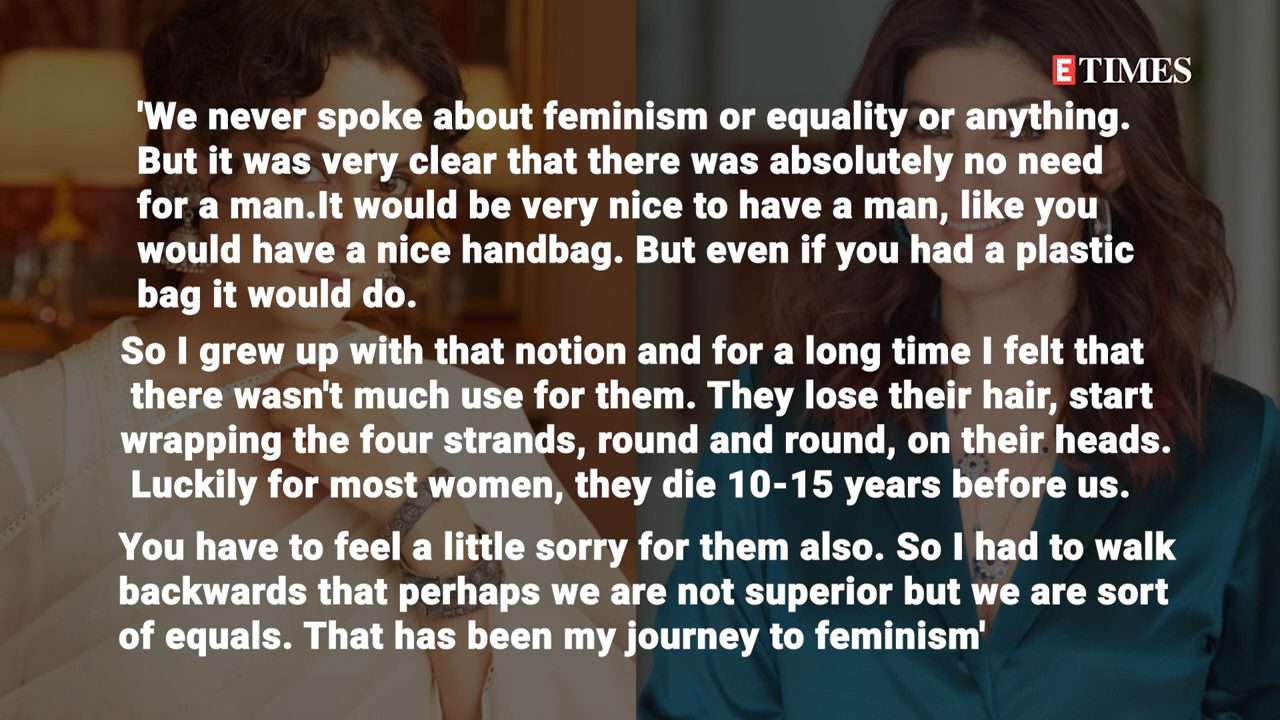 ETIMES
'We never spoke about feminism or equality or anything.
But it was very clear that there was absolutely no need
for a man.It would be very nice to have a man, like you
would have a nice handbag. But even if you had a plastic
bag it would do.
So I grew up with that notion and for a long time I felt that
there wasn't much use for them. They lose their hair, start
wrapping the four strands, round and round, on their heads.
Luckily for most women, they die 10-15 years before us.
You have to feel a little sorry for them also. So I had to walk
backwards that perhaps we are not superior but we are sort
of equals. That has been my journey to feminism'